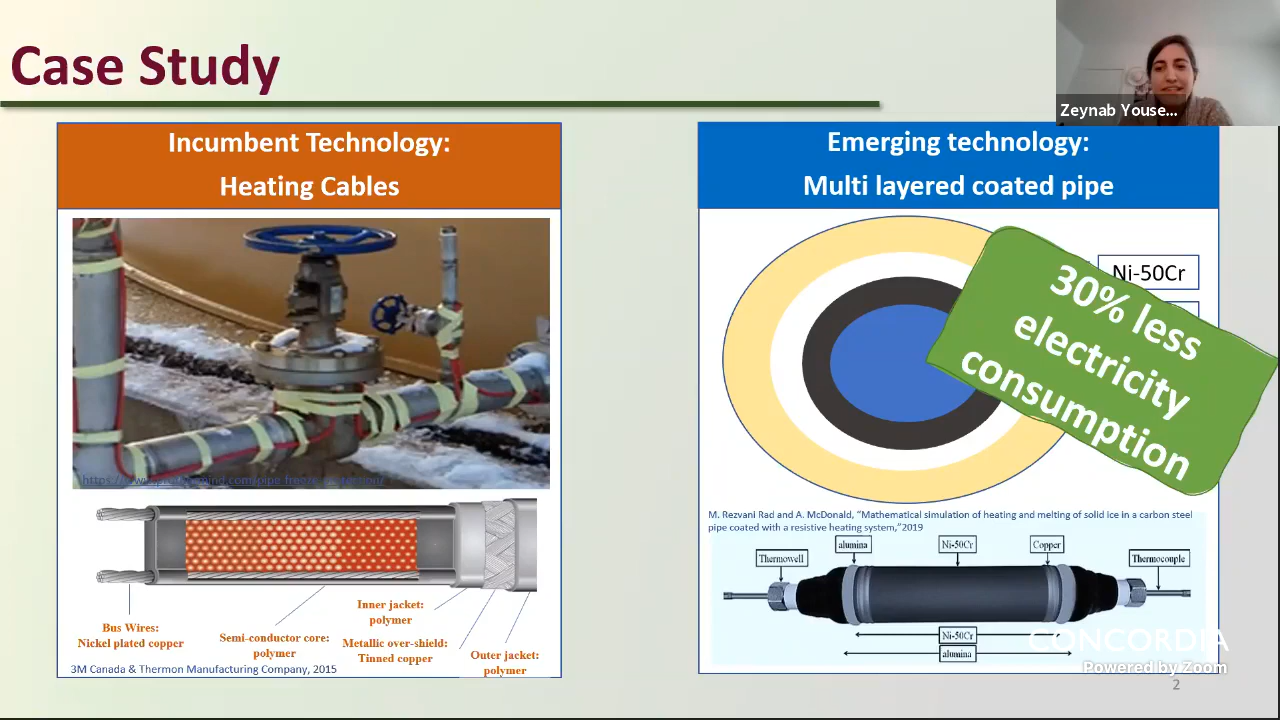 Case Study
Zeynab Youse...
Incumbent Technology:
Heating Cables
Bus Wires:
Nickel plated copper
Semi-conductor core:
polymer
Inner jacket:
polymer
Metallic over-shield:
Tinned copper
Outer jacket:
polymer
3M Canada & Thermon Manufacturing Company, 2015
Emerging technology:
Multi layered coated pipe
Ni-50Cr
30% less
electricity
consumption
M. Rezvani Rad and A. McDonald, "Mathematical simulation of heating and melting of solid ice in a carbon steel
pipe coated with a resistive heating system,"2019
Thermowell
alumina
Ni-50Cr
Copper
Thermocouple
Ni-50Cr
alumina
CONCORDIA
Powered by Zoom
2